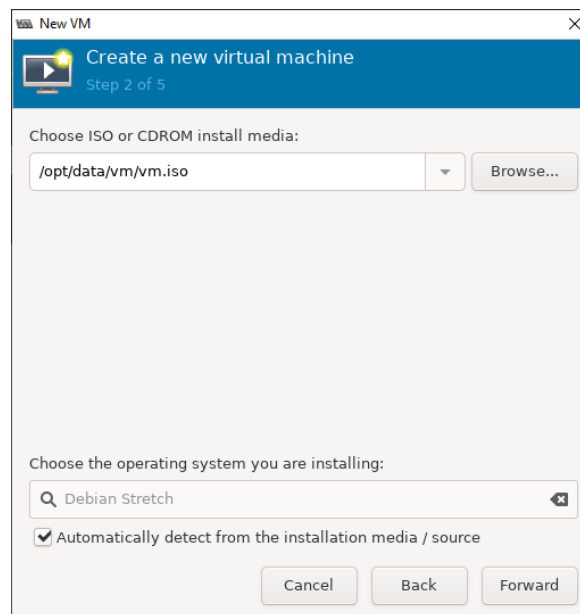 New VM
Create a new virtual machine
Step 2 of 5
Choose ISO or CDROM install media:
/opt/data/vm/vm.iso
Browse...
Choose the operating system you are installing:
Debian Stretch
Automatically detect from the installation media / source
Cancel Back Forward